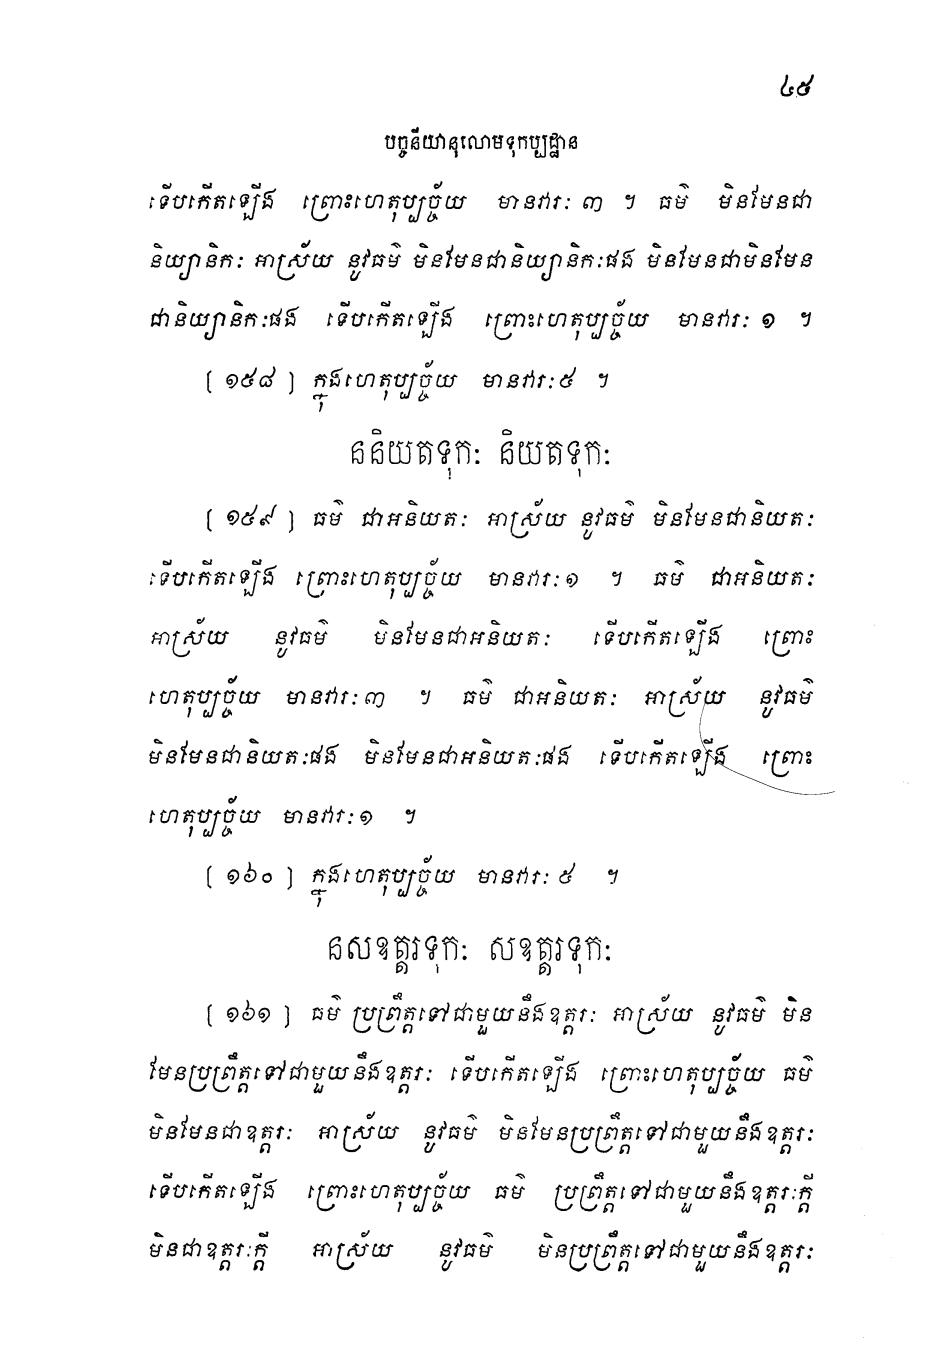 ៤៥
បច្ចនីយានុលោមទុកប្បដ្ឋាន
ទើបកើតឡើង ព្រោះហេតុប្បច្ច័យ មានវារៈ ៣ ។ ធម៌ មិនមែនជា
និយ្យានិកៈ អាស្រ័យ នូវធម៌ មិនមែនជានិយ្យានិកៈផង មិនមែនជាមិនមែន
ជានិយ្យានិកៈផង ទើបកើតឡើង ព្រោះហេតុប្បច្ច័យ មានវារៈ ១ ។
[ ១៥៨ ] ក្នុងហេតុប្បច្ច័យ មានវារៈ ៥ ។
ននិយតទុកៈ និយតទុកៈ
[ ១៥៩ ] ធម៌ ជាអនិយតៈ អាស្រ័យ នូវធម៌ មិនមែនជានិយតៈ
ទើបកើតឡើង ព្រោះហេតុប្បច្ច័យ មានវារៈ ១ ។ ធម៌ ជាអនិយតៈ
អាស្រ័យ នូវធម៌ មិនមែនជាអនិយតៈ ទើបកើតឡើង ព្រោះ
ហេតុប្បច្ច័យ មានវារៈ ៣ ។ ធម៌ ជាអនិយតៈ អាស្រ័យ នូវធម៌
មិនមែនជានិយតៈផង មិនមែនជាអនិយតៈផង ទើបកើតឡើង ព្រោះ
ហេតុប្បច្ច័យ មានវារៈ ១ ។
[ ១៦០ ] ក្នុងហេតុប្បច្ច័យ មានវារៈ ៥ ។
នសឧត្តរទុកៈ សឧត្តរទុកៈ
[ ១៦១ ] ធម៌ ប្រព្រឹត្តទៅជាមួយនឹងឧត្តរៈ អាស្រ័យ នូវធម៌ មិន
មែនប្រព្រឹត្តទៅជាមួយនឹងឧត្តរៈ ទើបកើតឡើង ព្រោះហេតុប្បច្ច័យ ធម៌
មិនមែនជាឧត្តរៈ អាស្រ័យ នូវធម៌ មិនមែនប្រព្រឹត្តទៅជាមួយនឹងឧត្តរៈ
ទើបកើតឡើង ព្រោះហេតុប្បច្ច័យ ធម៌ ប្រព្រឹត្តទៅជាមួយនឹងឧត្តរៈក្តី
មិនជាឧត្តរៈក្តី អាស្រ័យ នូវធម៌ មិនប្រព្រឹត្តទៅជាមួយនឹងឧត្តរៈ